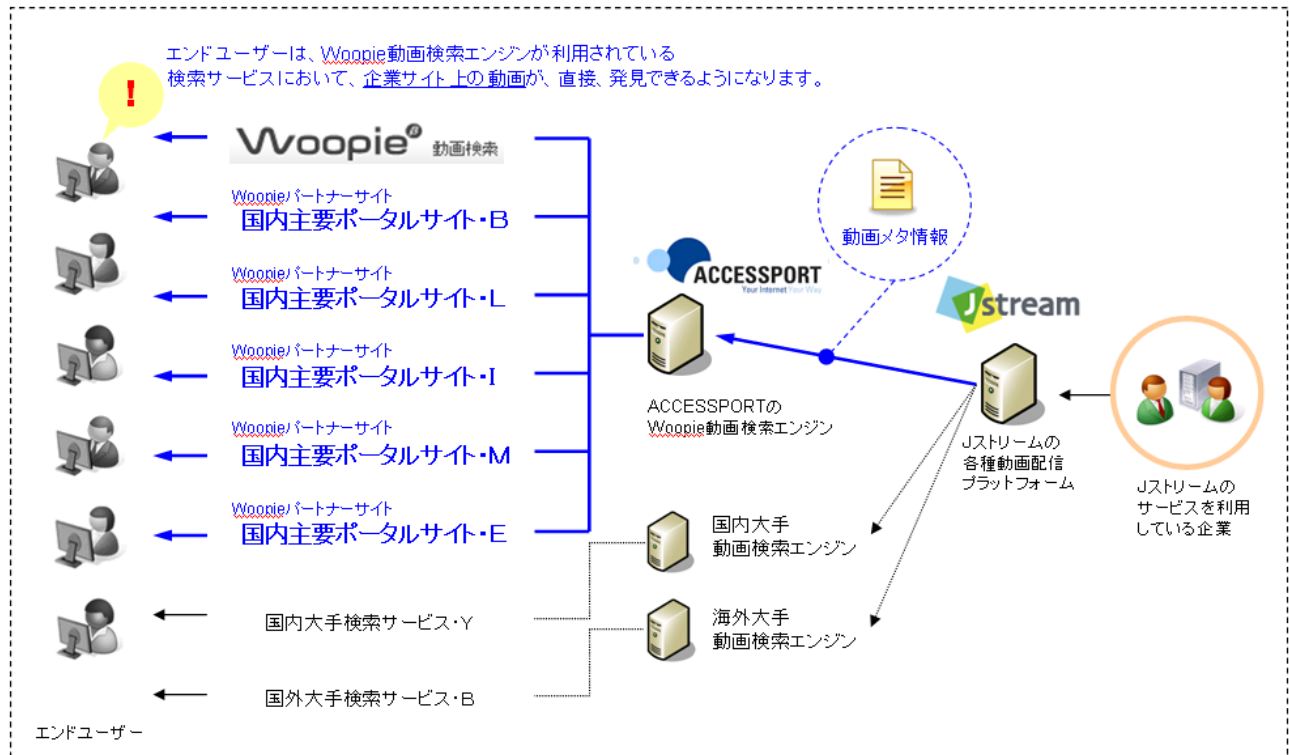 エンドユーザーは、Woopie動画検索エンジンが利用されている
検索サービスにおいて、企業サイト上の動画が、直接、発見できるようになります。
!
Woopieβ 動画検索
Woopieパートナーサイト
国内主要ポータルサイト・B
Woopieパートナーサイト
国内主要ポータルサイト・L
Woopieパートナーサイト
国内主要ポータルサイト・I
Woopieパートナーサイト
国内主要ポータルサイト・M
Woopieパートナーサイト
国内主要ポータルサイト・E
国内大手検索サービス・Y
国外大手検索サービス・B
エンドユーザー
ACCESSPORT
Your Internet Your Way
ACCESSPORTの
Woopie動画検索エンジン
動画メタ情報
国内大手
動画検索エンジン
海外大手
動画検索エンジン
Jstream
Jストリームの
各種動画配信
プラットフォーム
Jストリームの
サービスを利用
している企業